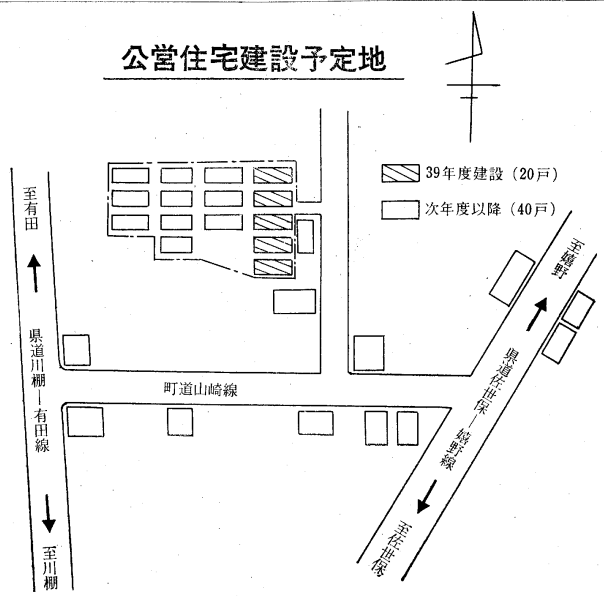 公営住宅建設予定地
39年度建設（20戸）
次年度以降（40戸）
至有田
県道川棚―有田線
至川棚
町道山崎線
至嬉野
県道佐世保―嬉野線
至佐世保